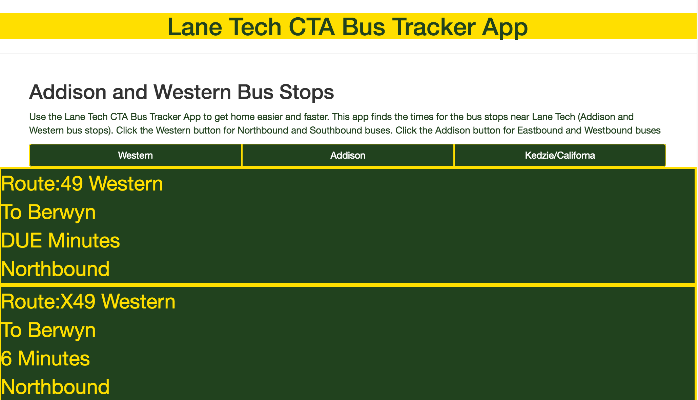 Lane Tech CTA Bus Tracker App
Addison and Western Bus Stops
Use the Lane Tech CTA Bus Tracker App to get home easier and faster. This app finds the times for the bus stops near Lane Tech (Addison and
Western bus stops). Click the Western button for Northbound and Southbound buses. Click the Addison button for Eastbound and Westbound buses
Western Addison Kedzie/Californa
Route:49 Western
To Berwyn
DUE Minutes
Northbound
Route:X49 Western
To Berwyn
6 Minutes
Northbound